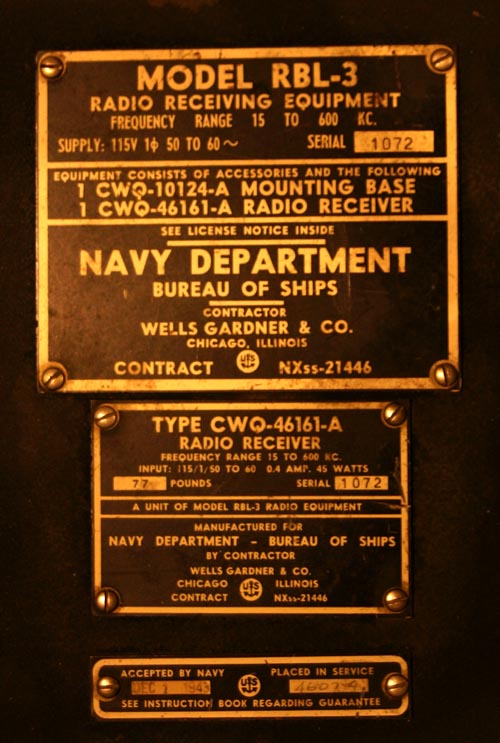 MODEL RBL-3
RADIO RECEIVING EQUIPMENT
FREQUENCY RANGE 15 TO 600 KC.
SUPPLY: 115V 1ϕ 50 TO 60 ~ SERIAL 1072
EQUIPMENT CONSISTS OF ACCESSORIES AND THE FOLLOWING
1 CWQ-10124-A MOUNTING BASE
1 CWQ-46161-A RADIO RECEIVER
SEE LICENSE NOTICE INSIDE
NAVY DEPARTMENT
BUREAU OF SHIPS
CONTRACTOR
WELLS GARDNER & CO.
CHICAGO, ILLINOIS
CONTRACT US NXss-21446
TYPE CWQ-46161-A
RADIO RECEIVER
FREQUENCY RANGE 15 TO 600 KC.
INPUT: 115/1/50 TO 60 0.4 AMP. 45 WATTS
77 POUNDS SERIAL 1072
A UNIT OF MODEL RBL-3 RADIO EQUIPMENT
MANUFACTURED FOR
NAVY DEPARTMENT - BUREAU OF SHIPS
BY CONTRACTOR
WELLS GARDNER & CO.
CHICAGO US ILLINOIS
CONTRACT NXss-21446
ACCEPTED BY NAVY PLACED IN SERVICE
DEC 1943 US
SEE INSTRUCTION BOOK REGARDING GUARANTEE